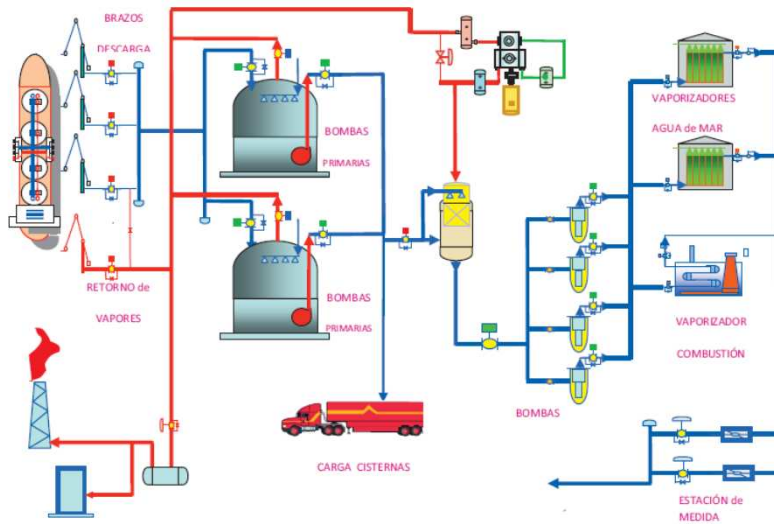 BRAZOS
DESCARGA
BOMBAS
PRIMARIAS
BOMBAS
PRIMARIAS
RETORNO de
VAPORES
VAPORIZADORES
AGUA de MAR
VAPORIZADOR
COMBUSTIÓN
BOMBAS
CARGA CISTERNAS
ESTACIÓN de
MEDIDA